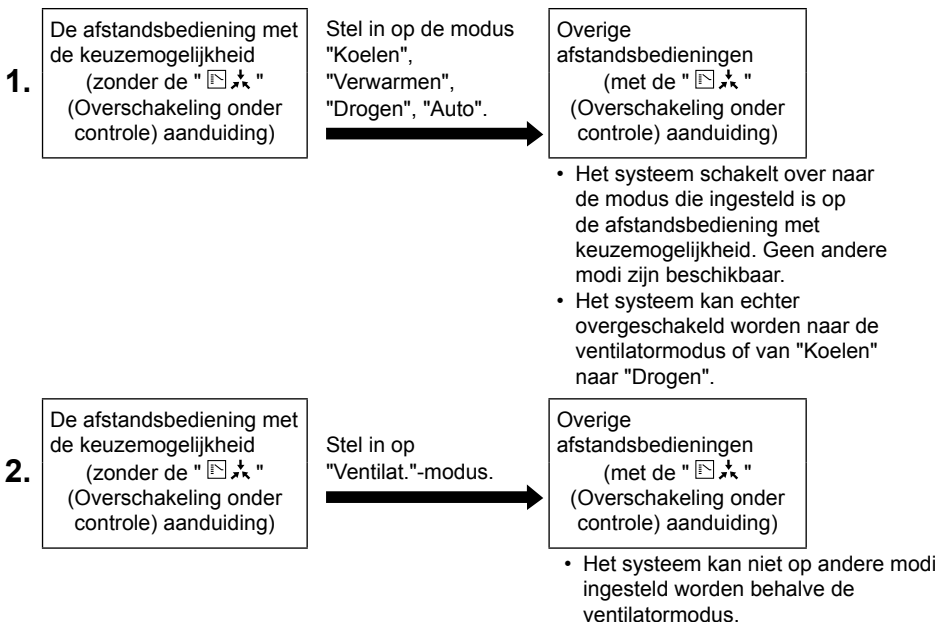 1.
De afstandsbediening met
de keuzemogelijkheid
(zonder de " "
(Overschakeling onder
controle) aanduiding)
Stel in op de modus
"Koelen",
"Verwarmen",
"Drogen", "Auto".
Overige
afstandsbedieningen
(met de " "
(Overschakeling onder
controle) aanduiding)
• Het systeem schakelt over naar
de modus die ingesteld is op
de afstandsbediening met
keuzemogelijkheid. Geen andere
modi zijn beschikbaar.
• Het systeem kan echter
overgeschakeld worden naar de
ventilatormodus of van "Koelen"
naar "Drogen".
2.
De afstandsbediening met
de keuzemogelijkheid
(zonder de " "
(Overschakeling onder
controle) aanduiding)
Stel in op
"Ventilat."-modus.
Overige
afstandsbedieningen
(met de " "
(Overschakeling onder
controle) aanduiding)
• Het systeem kan niet op andere modi
ingesteld worden behalve de
ventilatormodus.